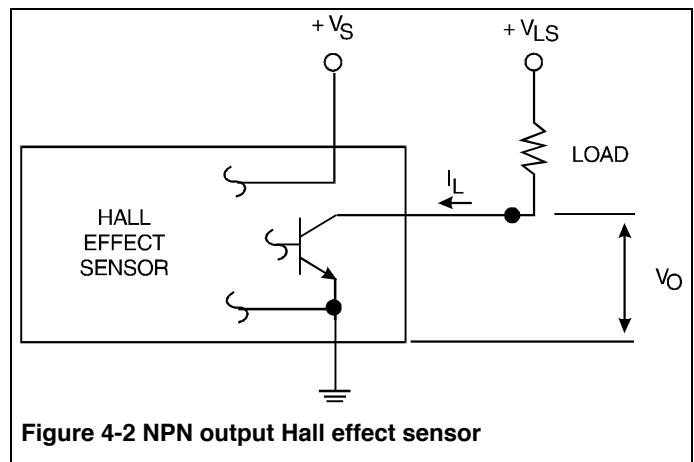 + VS
+ VLS
LOAD
IL
HALL
EFFECT
SENSOR
VO
Figure 4-2 NPN output Hall effect sensor